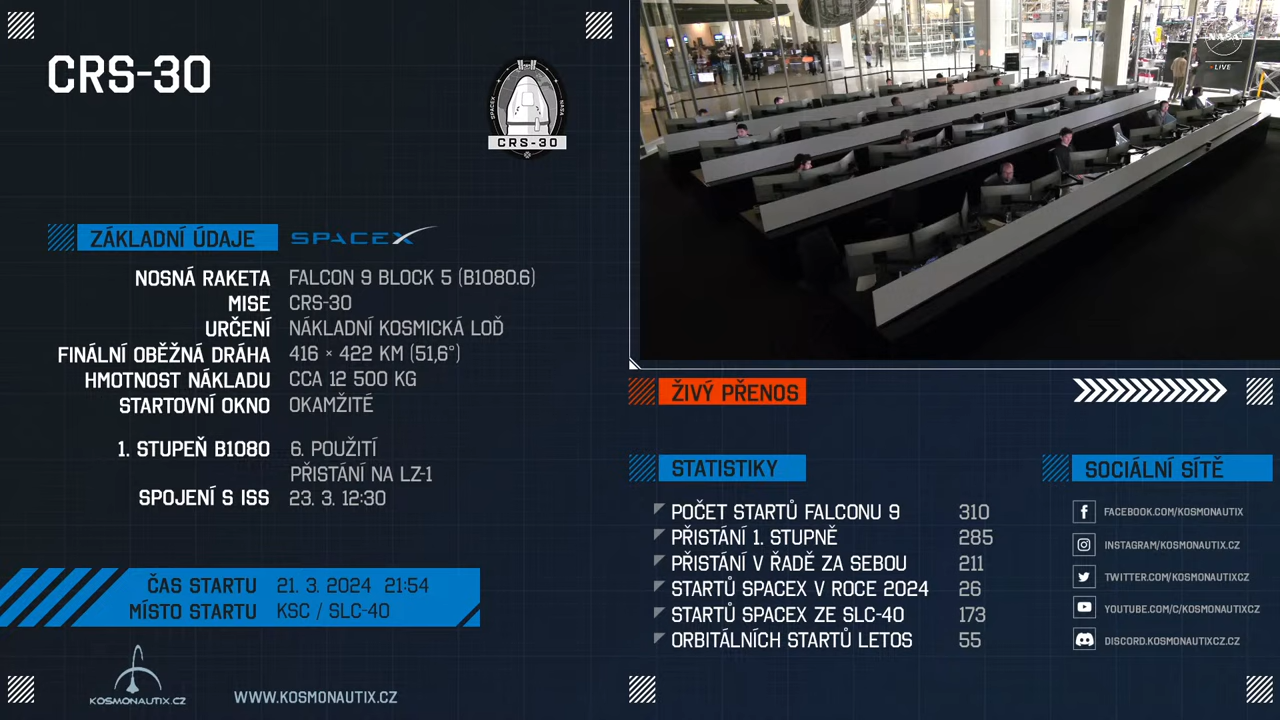 CRS-30
SPACEX
NASA
CRS-30
ZÁKLADNÍ ÚDAJE
SPACEX
NOSNÁ RAKETA FALCON 9 BLOCK 5 (B1080.6)
MISE CRS-30
URČENÍ NÁKLADNÍ KOSMICKÁ LOĎ
FINÁLNÍ OBĚŽNÁ DRÁHA 416 × 422 KM (51,6°)
HMOTNOST NÁKLADU CCA 12 500 KG
STARTOVNÍ OKNO OKAMŽITÉ
1. STUPEŇ B1080 6. POUŽITÍ
PŘISTÁNÍ NA LZ-1
SPOJENÍ S ISS 23. 3. 12:30
ČAS STARTU 21. 3. 2024 21:54
MÍSTO STARTU KSC / SLC-40
KOSMONAUTIX.CZ
WWW.KOSMONAUTIX.CZ
NASA
LIVE
ŽIVÝ PŘENOS
STATISTIKY
POČET STARTŮ FALCONU 9 310
PŘISTÁNÍ 1. STUPNĚ 285
PŘISTÁNÍ V ŘADĚ ZA SEBOU 211
STARTŮ SPACEX V ROCE 2024 26
STARTŮ SPACEX ZE SLC-40 173
ORBITÁLNÍCH STARTŮ LETOS 55
SOCIÁLNÍ SÍTĚ
FACEBOOK.COM/KOSMONAUTIX
INSTAGRAM/KOSMONAUTIX.CZ
TWITTER.COM/KOSMONAUTIXCZ
YOUTUBE.COM/C/KOSMONAUTIXCZ
DISCORD.KOSMONAUTIXCZ.CZ